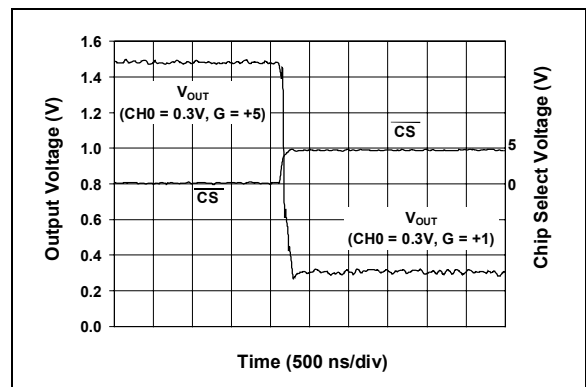 Output Voltage (V)
1.6
1.4
1.2
1.0
0.8
0.6
0.4
0.2
0.0
VOUT
(CH0 = 0.3V, G = +5)
CS
CS
VOUT
(CH0 = 0.3V, G = +1)
5
0
Chip Select Voltage (V)
Time (500 ns/div)